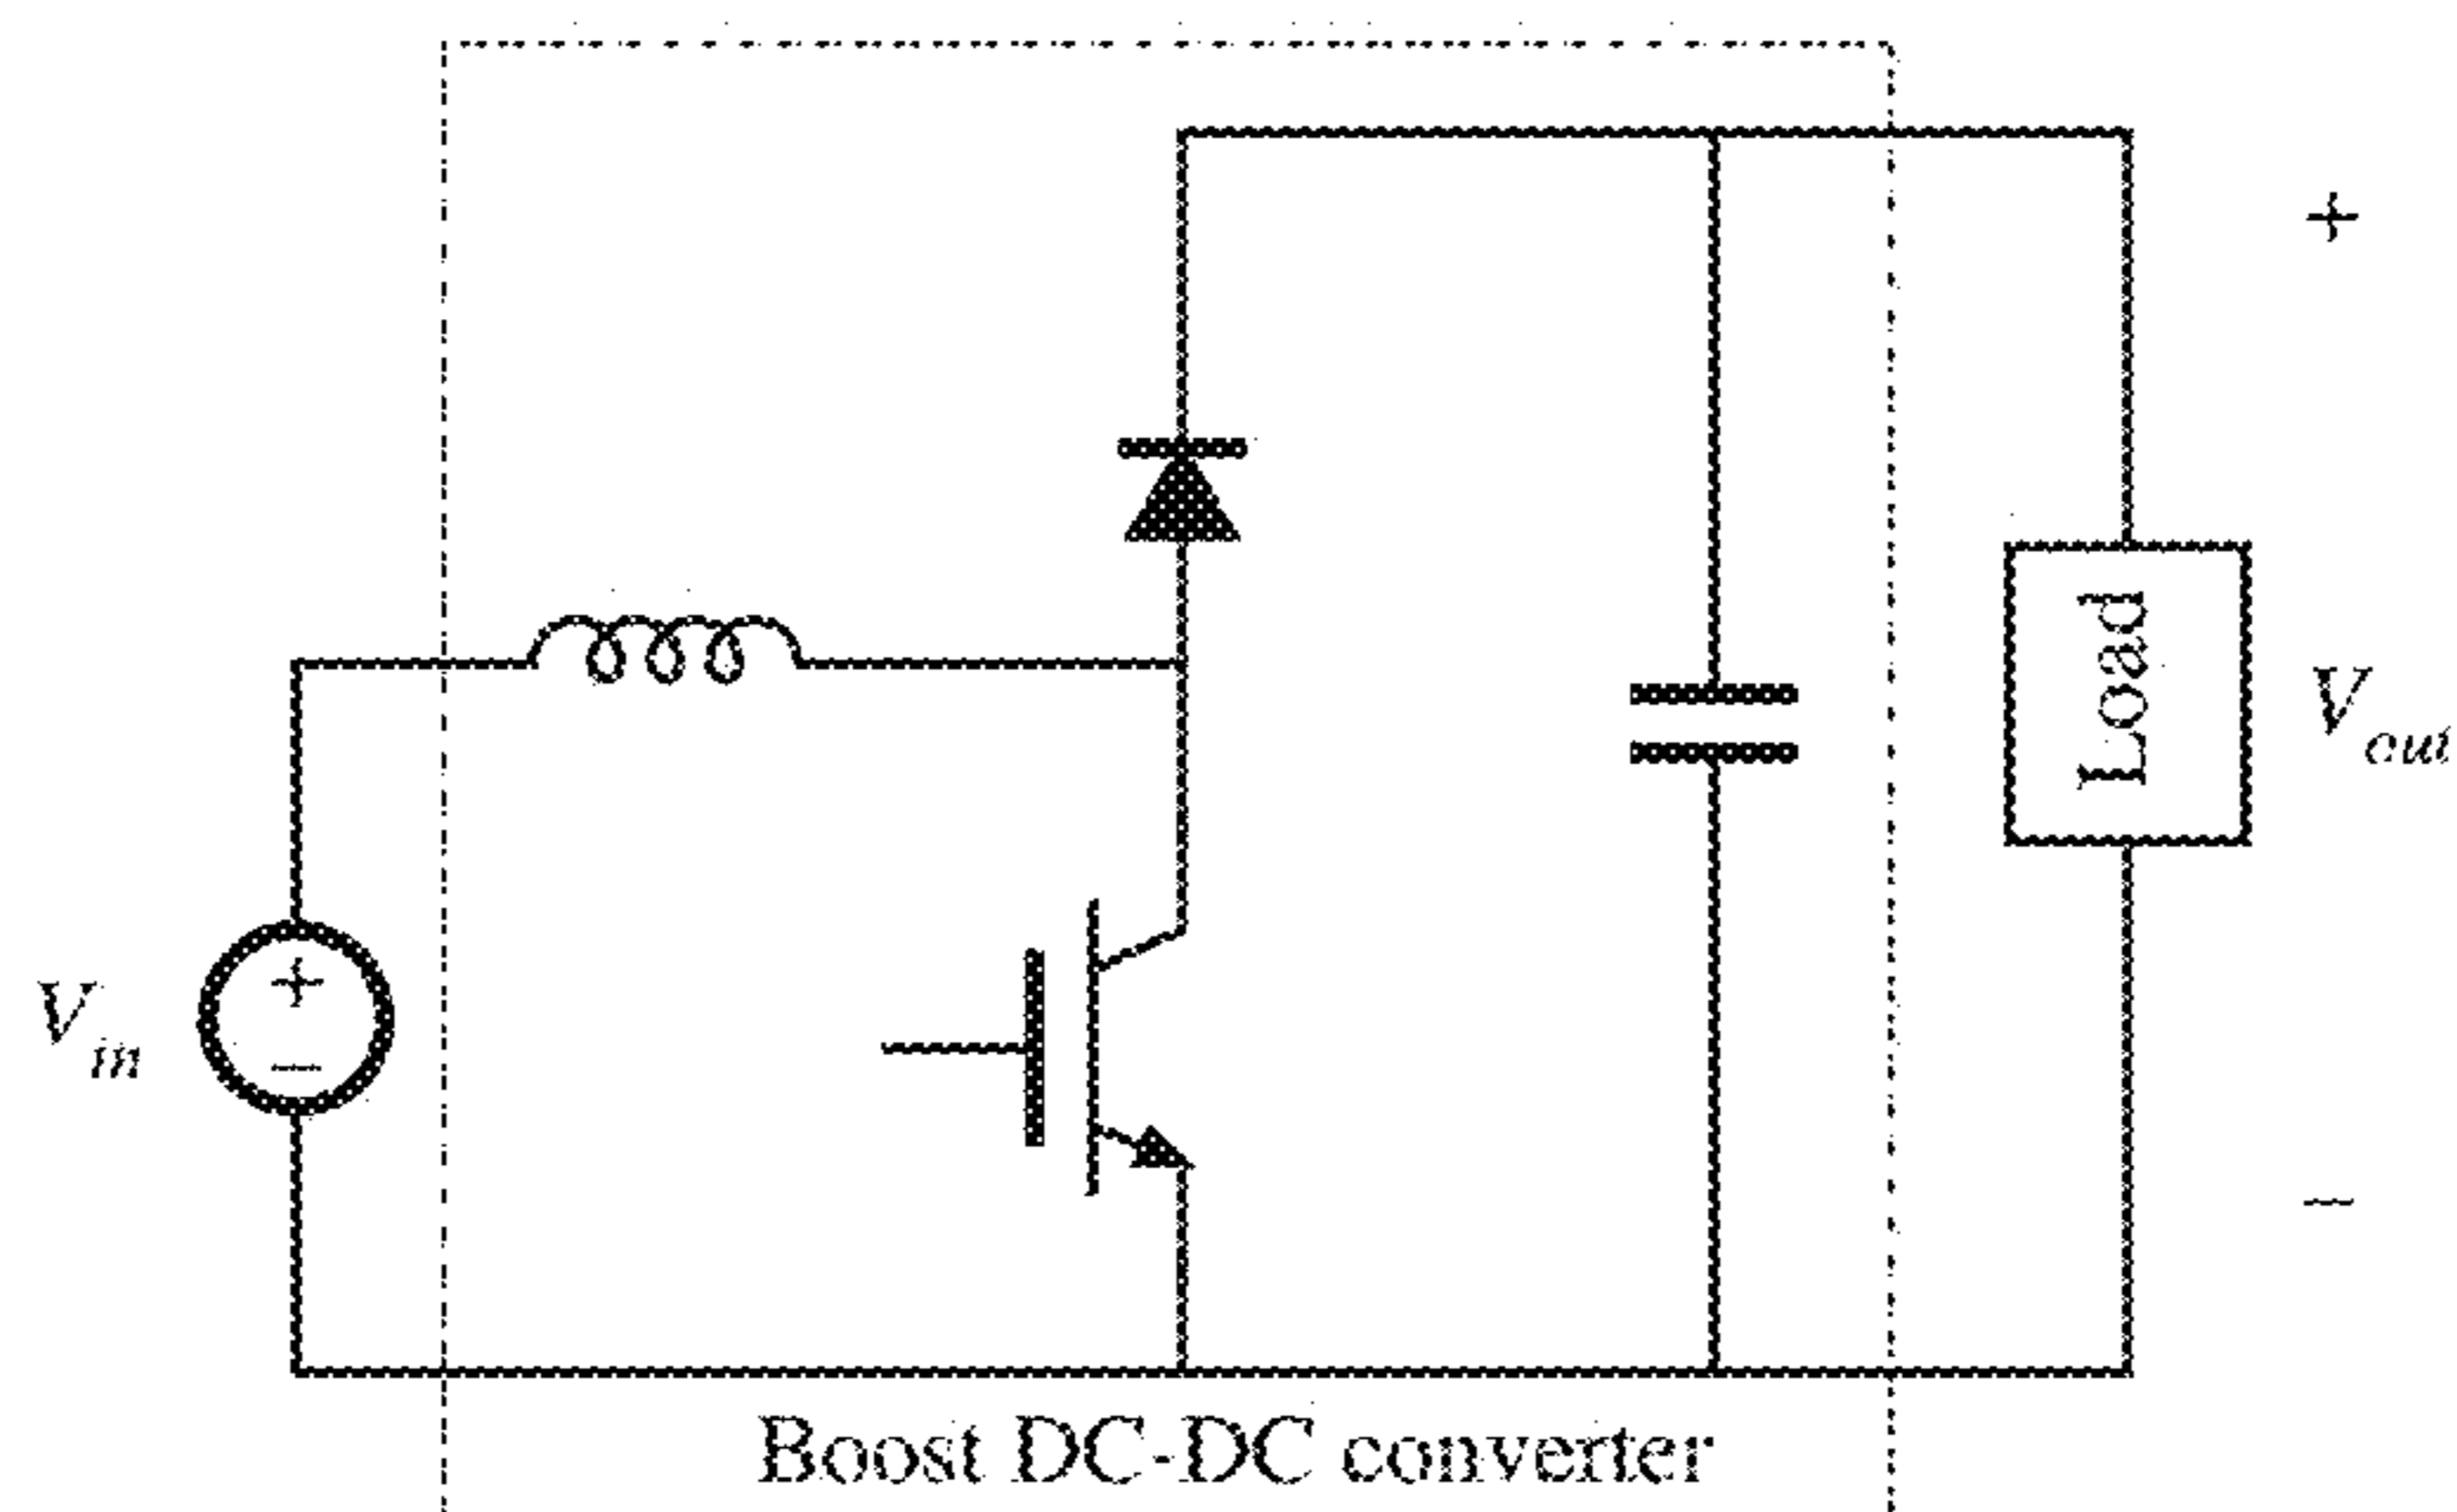 +
Load
V_out
V_in
+
−
−
Boost DC-DC converter